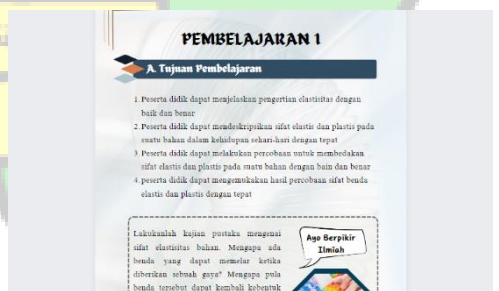 PEMBELAJARAN 1
A. Tujuan Pembelajaran
1. Peserta didik dapat menjelaskan pengertian elastisitas dengan
baik dan benar
2. Peserta didik dapat mendeskripsikan sifat elastis dan plastis pada
suatu bahan dalam kehidupan sehari-hari dengan tepat
3. Peserta didik dapat melakukan percobaan untuk membedakan
sifat elastis dan plastis pada suatu bahan dengan bain dan benar
4. peserta didik dapat mengemukakan hasil percobaan sifat benda
elastis dan plastis dengan tepat
Lakukanlah kajian pustaka mengenai
sifat elastisitas bahan. Mengapa ada
benda yang dapat memelar ketika
diberikan sebuah gaya? Mengapa pula
benda tersebut dapat kembali kebentuk
Ayo Berpikir
Ilmiah